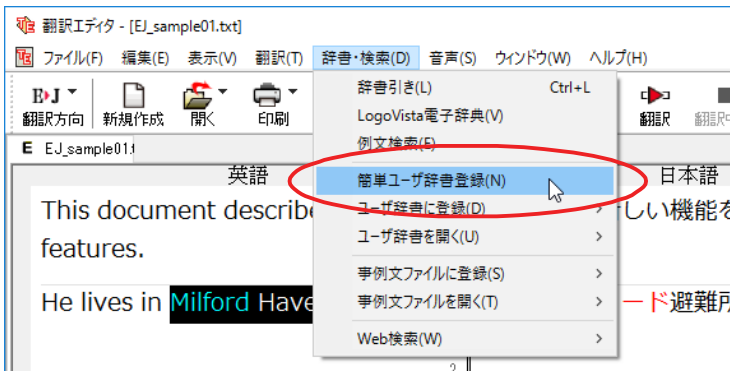 翻訳エディタ - [EJ_sample01.txt]
ファイル(F) 編集(E) 表示(V) 翻訳(T) 辞書・検索(D) 音声(S) ウィンドウ(W) ヘルプ(H)
E›J
翻訳方向 新規作成 開く 印刷 翻訳 翻訳中
辞書引き(L) Ctrl+L
LogoVista電子辞典(V)
例文検索(E)
簡単ユーザ辞書登録(N)
ユーザ辞書に登録(D)
ユーザ辞書を開く(U)
事例文ファイルに登録(S)
事例文ファイルを開く(T)
Web検索(W)
E EJ_sample01.t
英語 日本語
This document describe しい機能を
features.
He lives in Milford Have ード避難所
2